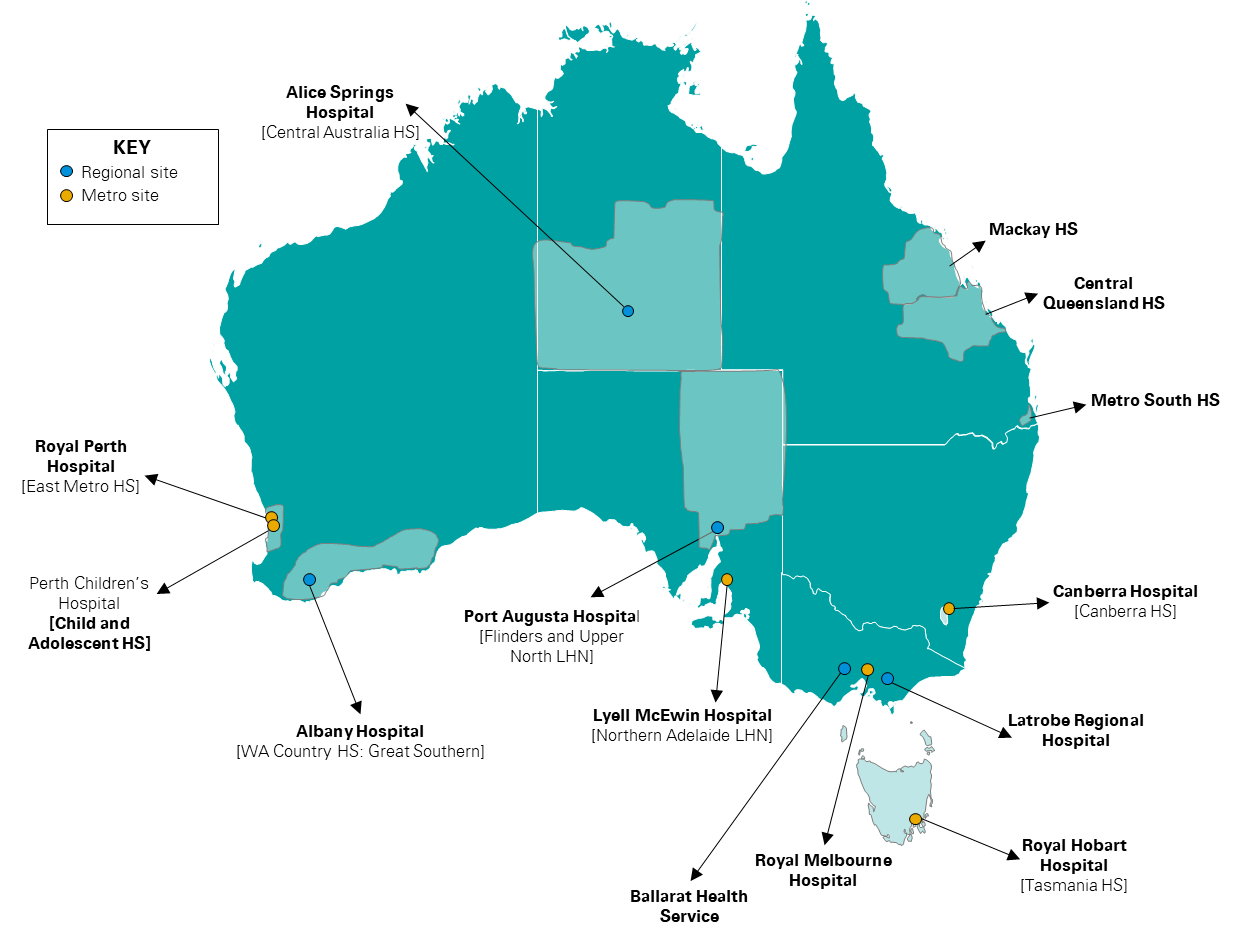 Alice Springs
Hospital
[Central Australia HS]
KEY
Regional site
Metro site
Mackay HS
Central
Queensland HS
Metro South HS
Royal Perth
Hospital
[East Metro HS]
Perth Children's
Hospital
[Child and
Adolescent HS]
Port Augusta Hospital
[Flinders and Upper
North LHN]
Canberra Hospital
[Canberra HS]
Albany Hospital
[WA Country HS: Great Southern]
Lyell McEwin Hospital
[Northern Adelaide LHN]
Latrobe Regional
Hospital
Royal Melbourne
Hospital
Royal Hobart
Hospital
[Tasmania HS]
Ballarat Health
Service